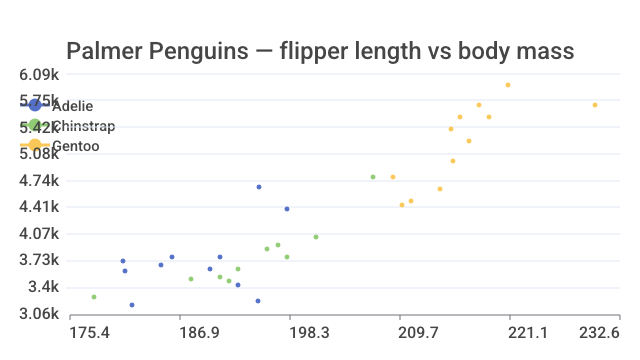 Palmer Penguins — flipper length vs body mass
6.09k
5.75k
Adelie
5.42k
Chinstrap
5.08k
Gentoo
4.74k
4.41k
4.07k
3.73k
3.4k
3.06k
175.4 186.9 198.3 209.7 221.1 232.6